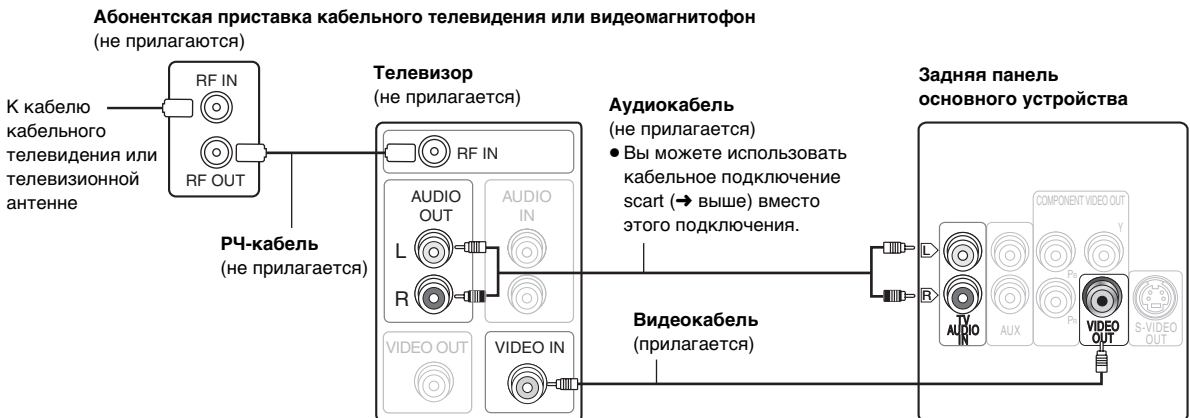 Абонентская приставка кабельного телевидения или видеомагнитофон
(не прилагаются)
RF IN
RF OUT
К кабелю
кабельного
телевидения или
телевизионной
антенне
РЧ-кабель
(не прилагается)
Телевизор
(не прилагается)
RF IN
AUDIO
OUT
AUDIO
IN
L
R
VIDEO OUT
VIDEO IN
Аудиокабель
(не прилагается)
● Вы можете использовать
кабельное подключение
scart (➜ выше) вместо
этого подключения.
Видеокабель
(прилагается)
Задняя панель
основного устройства
COMPONENT VIDEO OUT
Y
PB
PR
L
R
TV
AUDIO
IN
AUX
VIDEO
OUT
S-VIDEO
OUT